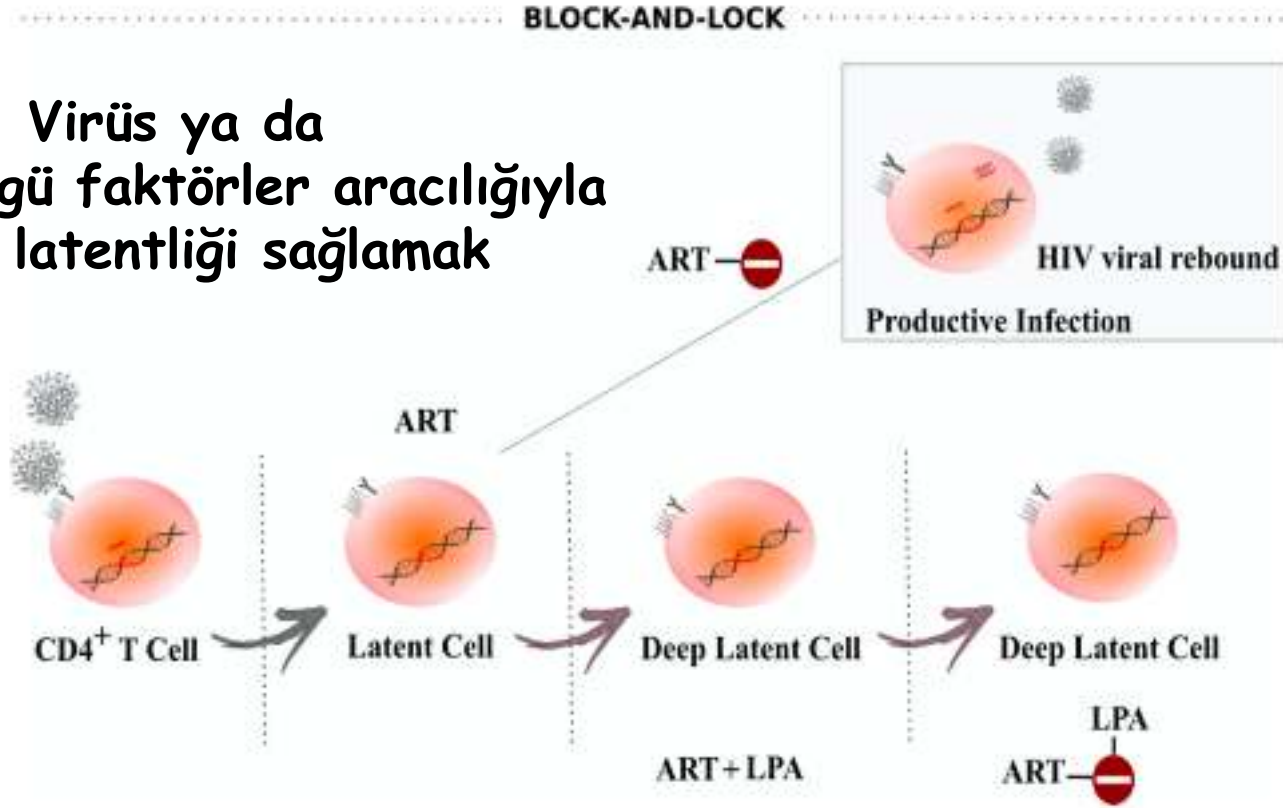 BLOCK-AND-LOCK
Virüs ya da
faktörler aracılığıyla
latentliği sağlamak
ART
HIV viral rebound
Productive Infection
ART
CD4⁺ T Cell
Latent Cell
Deep Latent Cell
Deep Latent Cell
ART+LPA
LPA
ART